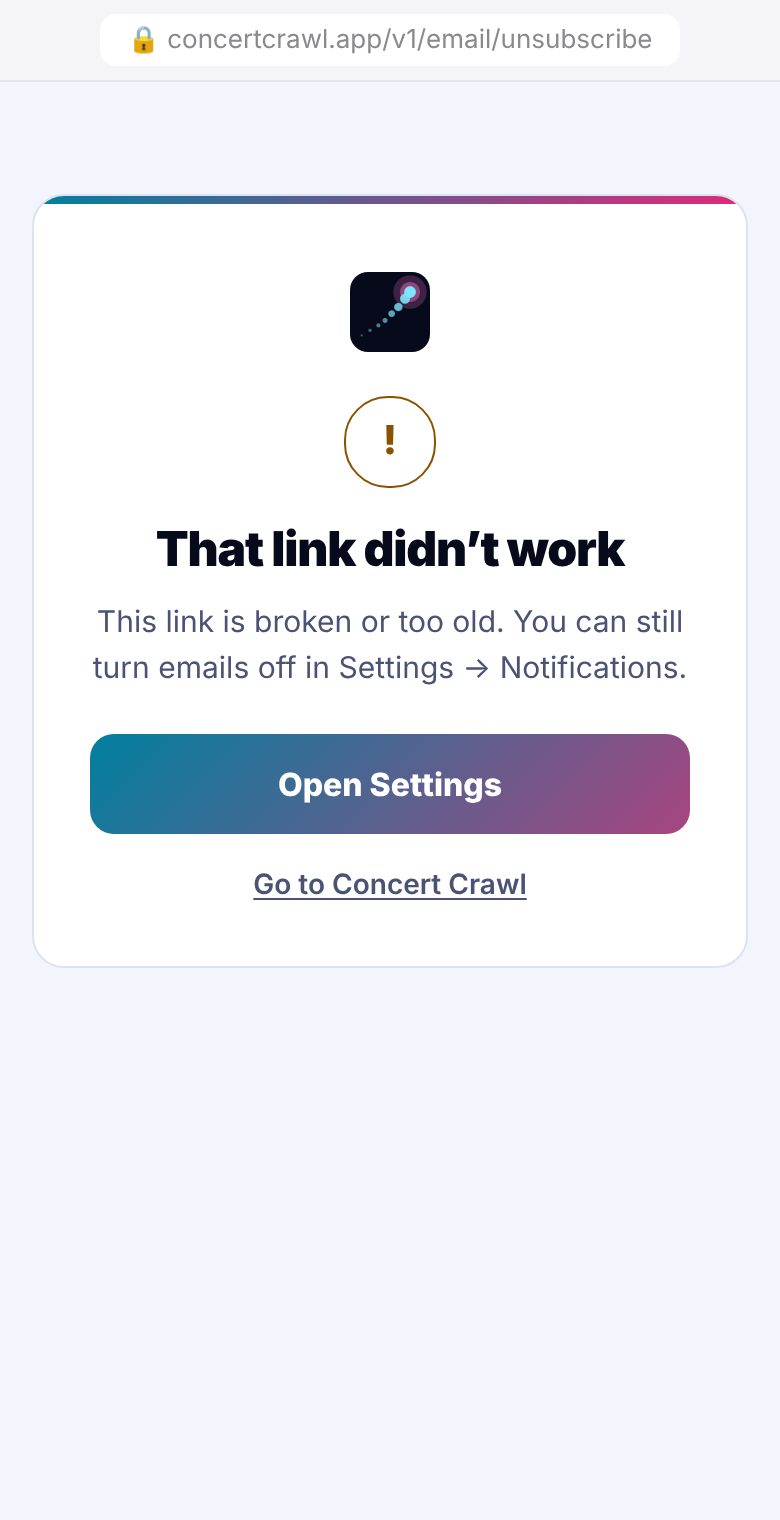 concertcrawl.app/v1/email/unsubscribe
!
That link didn’t work
This link is broken or too old. You can still
turn emails off in Settings → Notifications.
Open Settings
Go to Concert Crawl